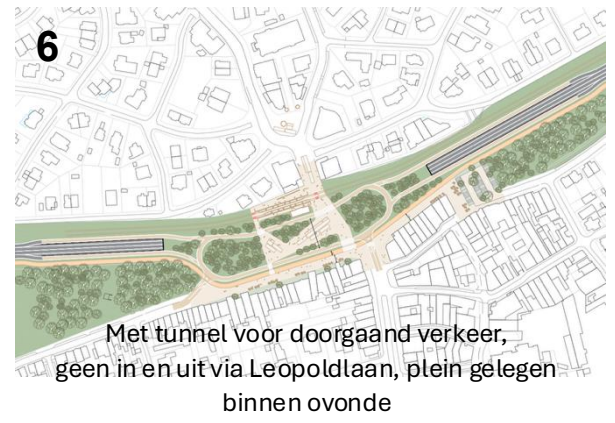 6
Met tunnel voor doorgaand verkeer,
geen in en uit via Leopoldlaan, plein gelegen
binnen ovonde